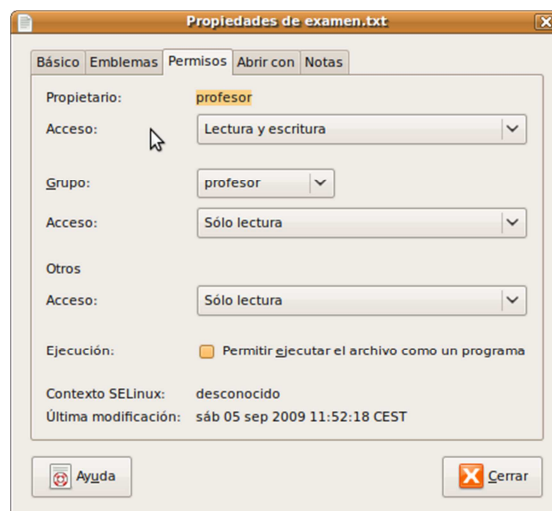 Propiedades de examen.txt
Básico Emblemas Permisos Abrir con Notas
Propietario: profesor
Acceso: Lectura y escritura
Grupo: profesor
Acceso: Sólo lectura
Otros
Acceso: Sólo lectura
Ejecución: Permitir ejecutar el archivo como un programa
Contexto SELinux: desconocido
Última modificación: sáb 05 sep 2009 11:52:18 CEST
Ayuda Cerrar